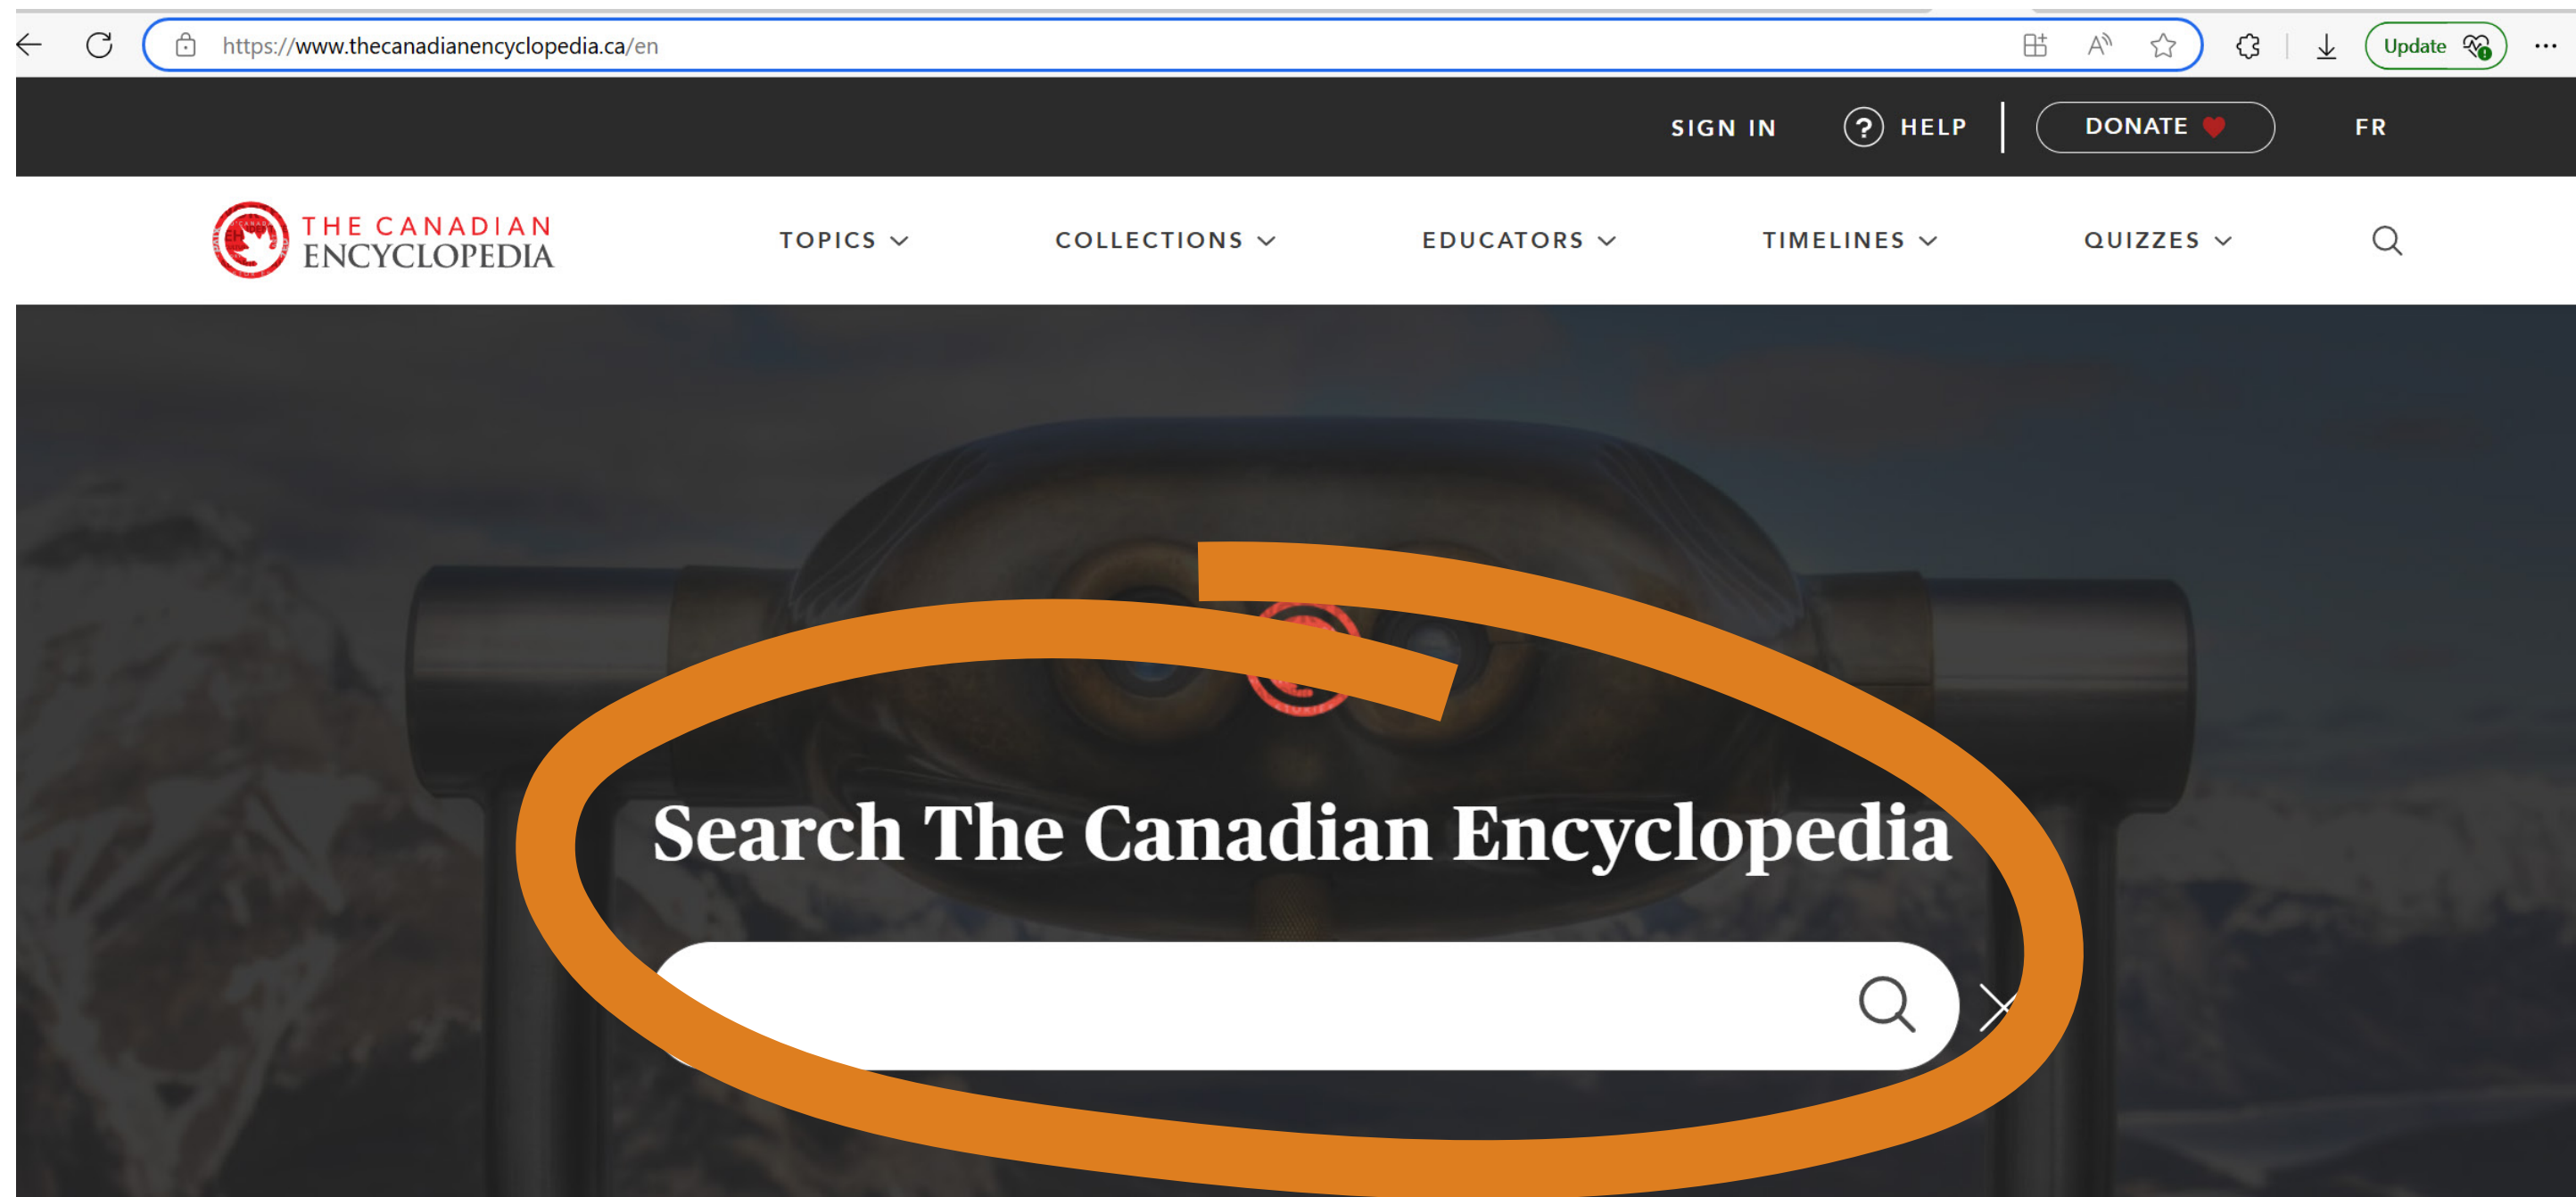 https://www.thecanadianencyclopedia.ca/en
Update
SIGN IN
? HELP
DONATE
FR
THE CANADIAN
ENCYCLOPEDIA
TOPICS
COLLECTIONS
EDUCATORS
TIMELINES
QUIZZES
Search The Canadian Encyclopedia